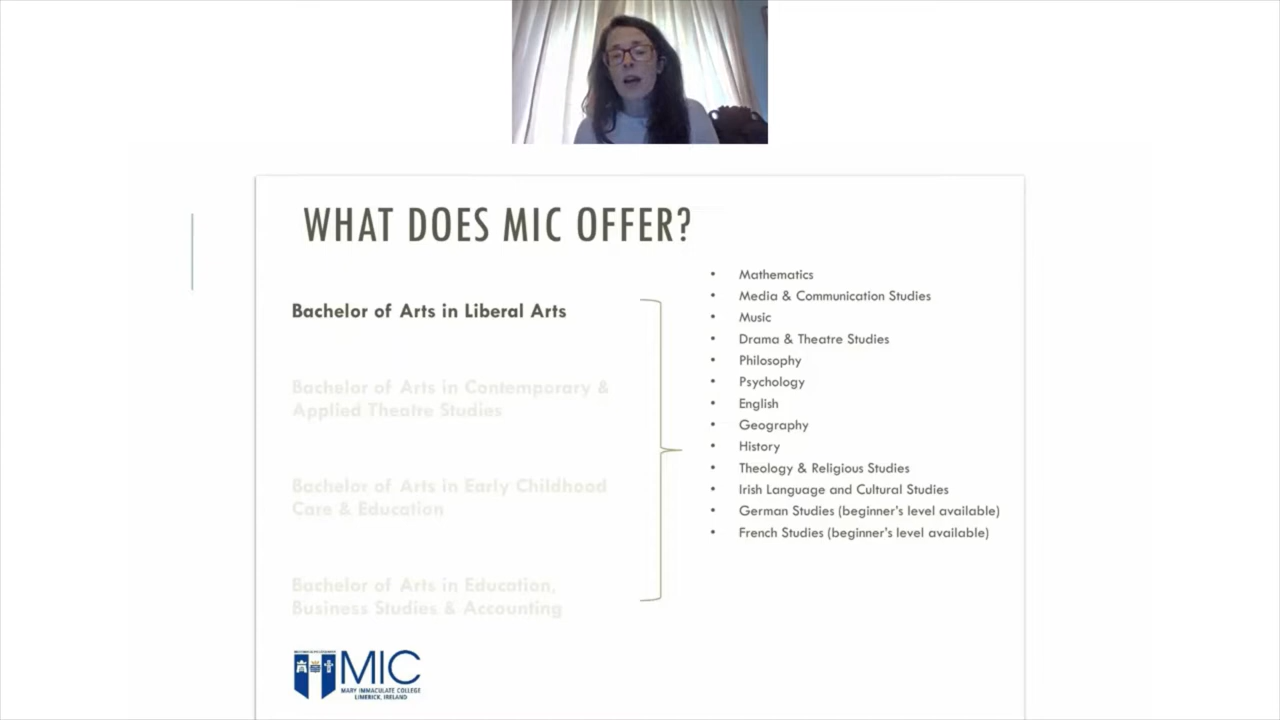 WHAT DOES MIC OFFER?
Bachelor of Arts in Liberal Arts
Bachelor of Arts in Contemporary &
Applied Theatre Studies
Bachelor of Arts in Early Childhood
Care & Education
Bachelor of Arts in Education,
Business Studies & Accounting
• Mathematics
• Media & Communication Studies
• Music
• Drama & Theatre Studies
• Philosophy
• Psychology
• English
• Geography
• History
• Theology & Religious Studies
• Irish Language and Cultural Studies
• German Studies (beginner's level available)
• French Studies (beginner's level available)
MIC
MARY IMMACULATE COLLEGE
LIMERICK, IRELAND